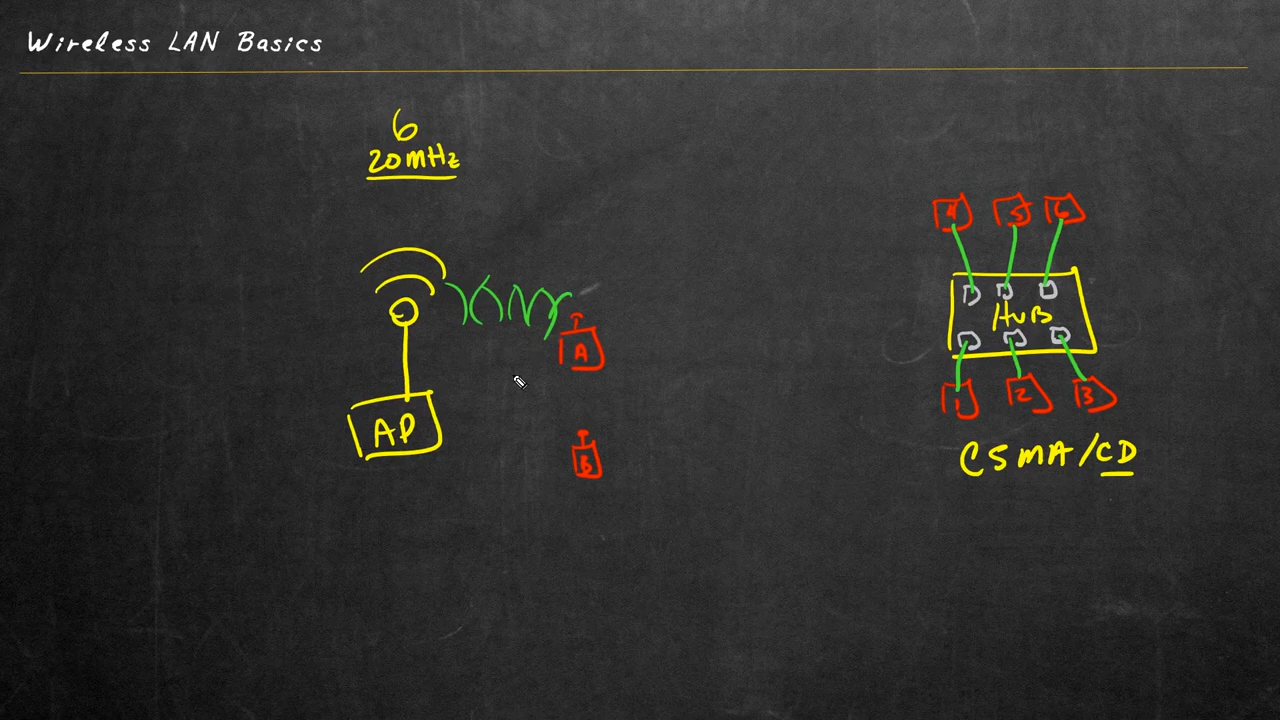 Wireless LAN Basics
6
20MHz
4 5 6
HUB
A
1 2 3
AP
B
CSMA/CD